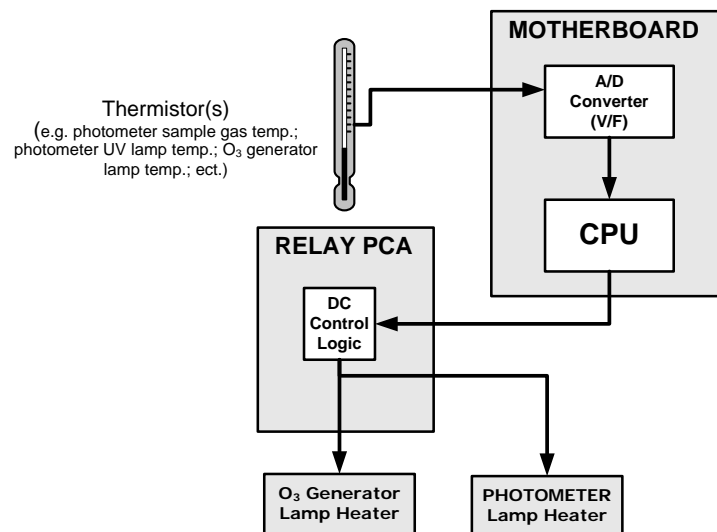 MOTHERBOARD
A/D
Converter
(V/F)
Thermistor(s)
(e.g. photometer sample gas temp.;
photometer UV lamp temp.; O₃ generator
lamp temp.; ect.)
CPU
RELAY PCA
DC
Control
Logic
O₃ Generator
Lamp Heater
PHOTOMETER
Lamp Heater